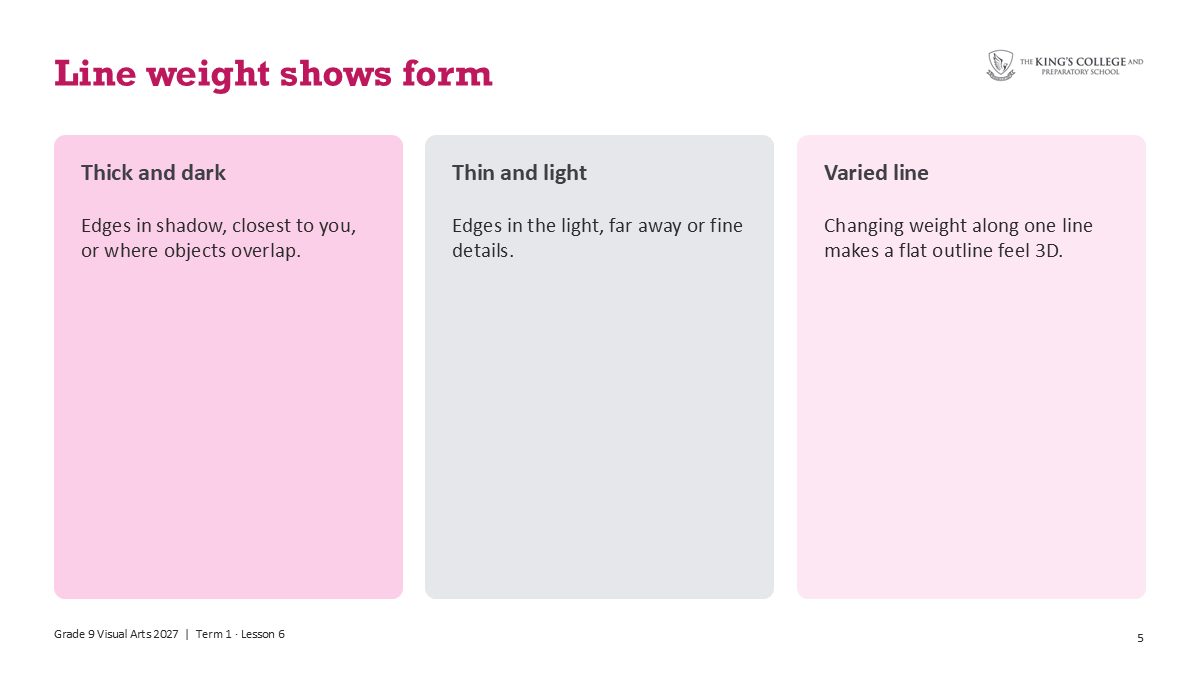 Line weight shows form
THE KING'S COLLEGE AND
PREPARATORY SCHOOL
Thick and dark
Edges in shadow, closest to you,
or where objects overlap.
Thin and light
Edges in the light, far away or fine
details.
Varied line
Changing weight along one line
makes a flat outline feel 3D.
Grade 9 Visual Arts 2027 | Term 1 · Lesson 6
5